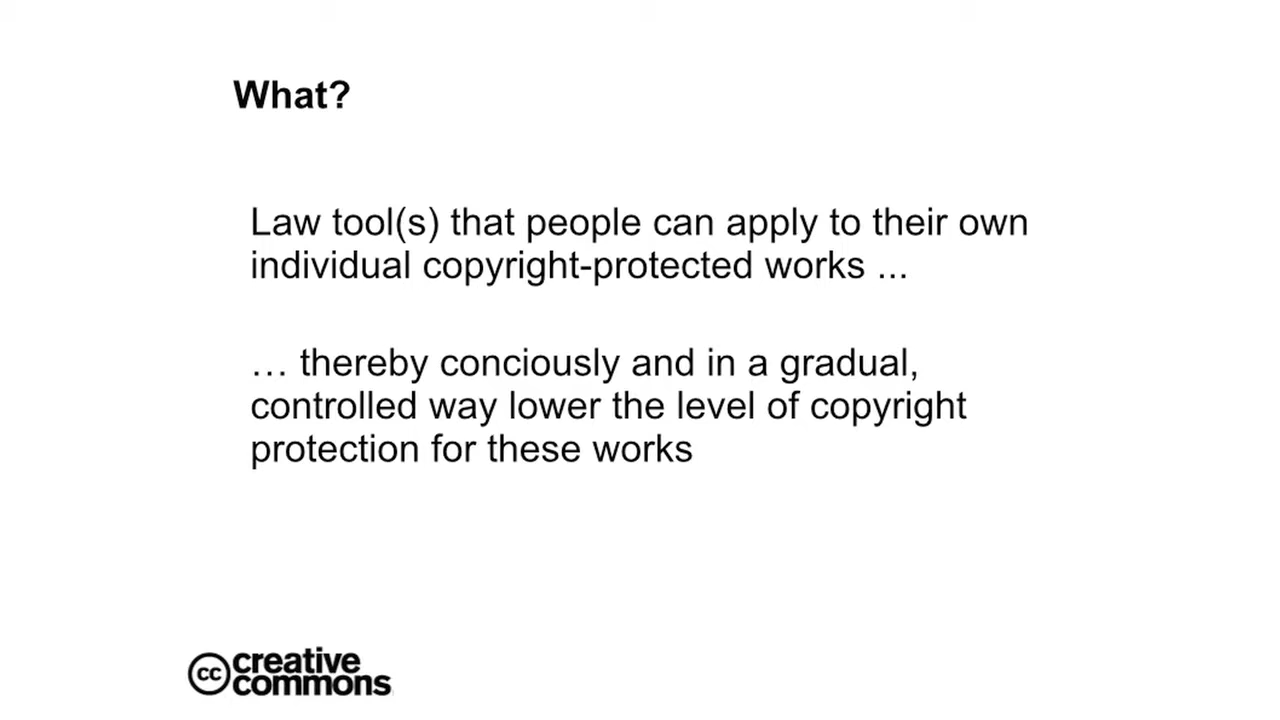 What?
Law tool(s) that people can apply to their own
individual copyright-protected works ...
… thereby conciously and in a gradual,
controlled way lower the level of copyright
protection for these works
cc creative
commons